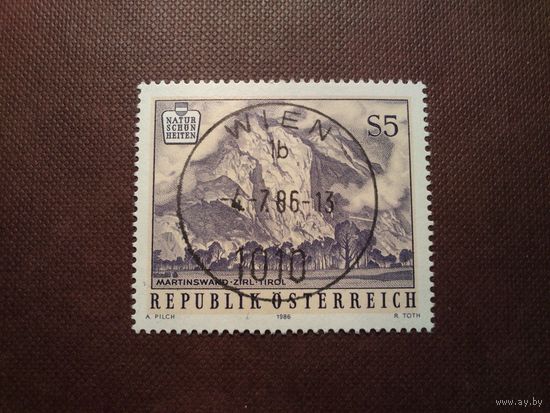 NATUR
SCHÖN
HEITEN
S5
WIEN
1b
4-7.86-13
1010
MARTINSWAND·ZIRL·TIROL
REPUBLIK ÖSTERREICH
A. PILCH 1986 R. TOTH
www.ay.by